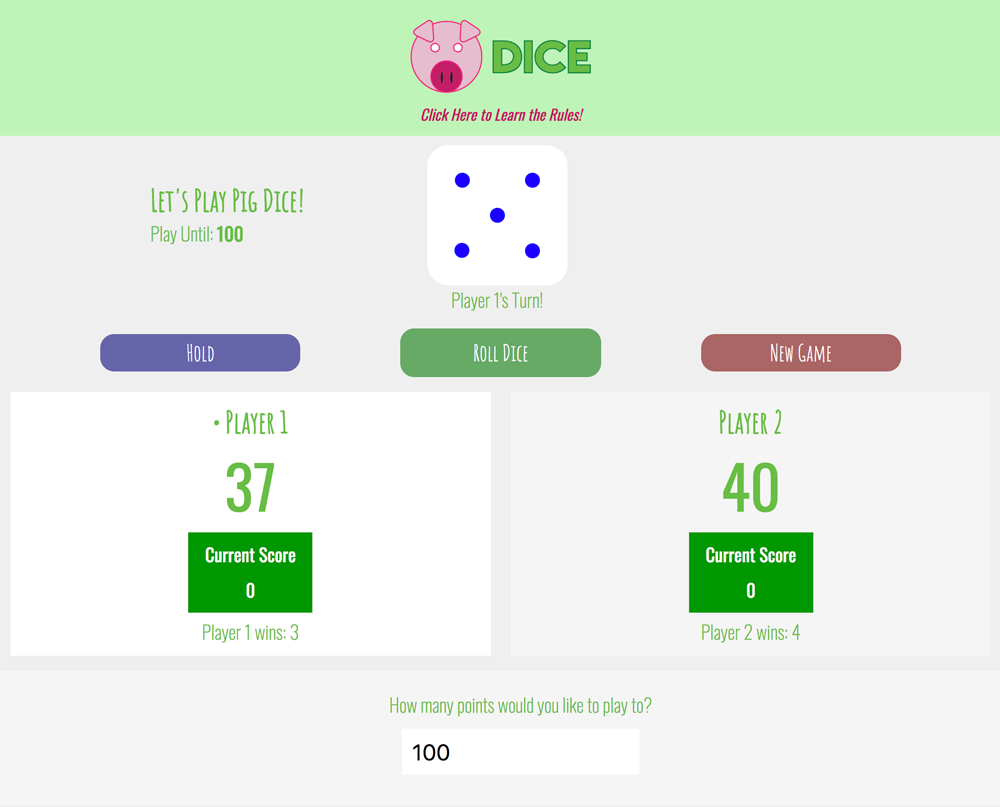 DICE
Click Here to Learn the Rules!
Let's Play Pig Dice!
Play Until: 100
Player 1's Turn!
Hold
Roll Dice
New Game
• Player 1
37
Current Score
0
Player 1 wins: 3
Player 2
40
Current Score
0
Player 2 wins: 4
How many points would you like to play to?
100